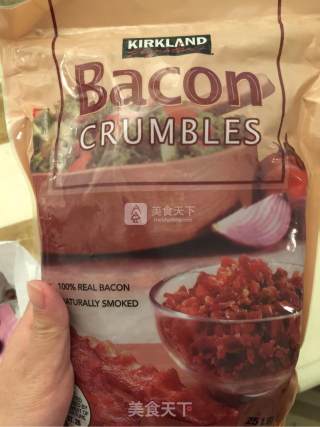 KIRKLAND
Bacon
CRUMBLES
美食天下
100% REAL BACON
NATURALLY SMOKED
美食天下